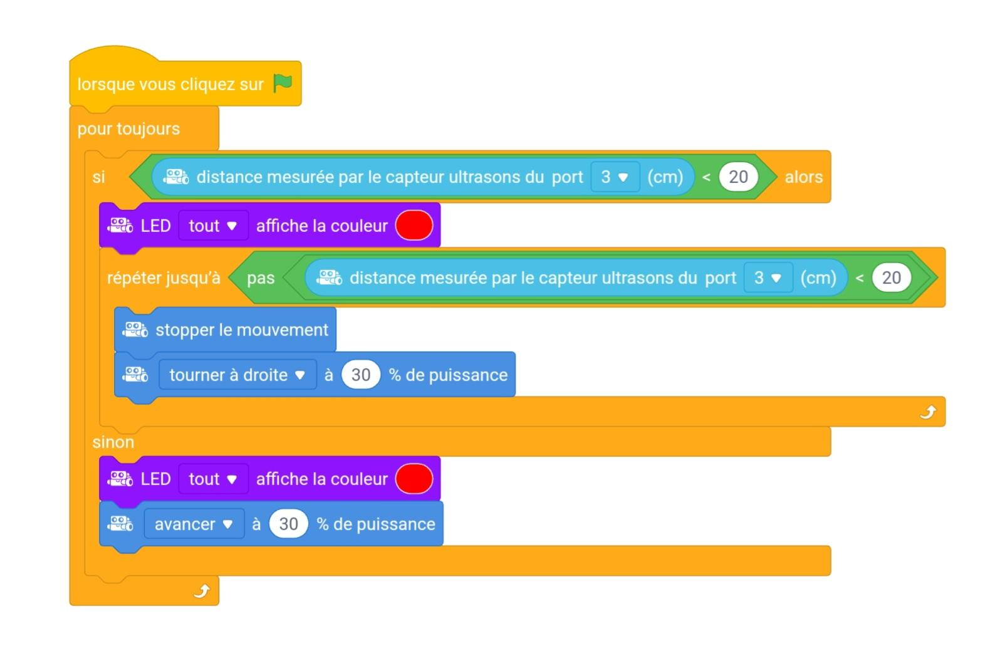 lorsque vous cliquez sur
pour toujours
si distance mesurée par le capteur ultrasons du port 3 (cm) < 20 alors
LED tout affiche la couleur
répéter jusqu'à pas distance mesurée par le capteur ultrasons du port 3 (cm) < 20
stopper le mouvement
tourner à droite à 30 % de puissance
sinon
LED tout affiche la couleur
avancer à 30 % de puissance